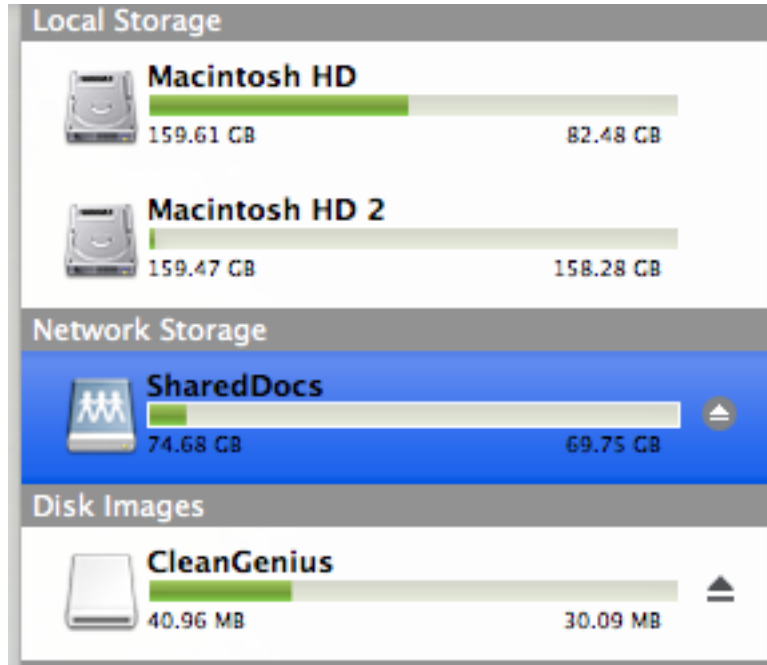 Local Storage
Macintosh HD
159.61 GB 82.48 GB
Macintosh HD 2
159.47 GB 158.28 GB
Network Storage
SharedDocs
74.68 GB 69.75 GB
Disk Images
CleanGenius
40.96 MB 30.09 MB